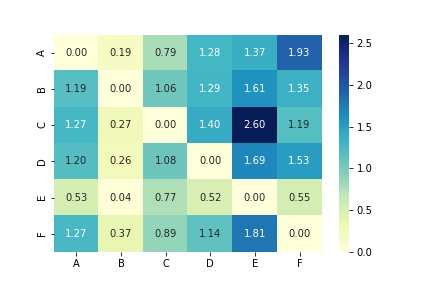 A 0.00 0.19 0.79 1.28 1.37 1.93
B 1.19 0.00 1.06 1.29 1.61 1.35
C 1.27 0.27 0.00 1.40 2.60 1.19
D 1.20 0.26 1.08 0.00 1.69 1.53
E 0.53 0.04 0.77 0.52 0.00 0.55
F 1.27 0.37 0.89 1.14 1.81 0.00
A B C D E F
2.5
2.0
1.5
1.0
0.5
0.0